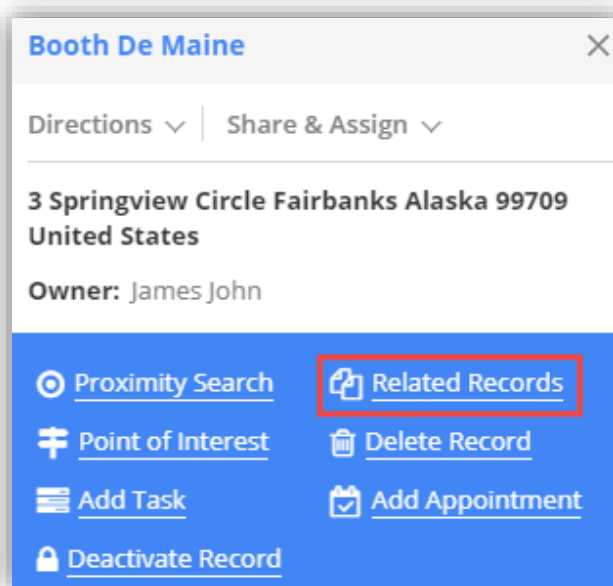 Booth De Maine
Directions Share & Assign
3 Springview Circle Fairbanks Alaska 99709
United States
Owner: James John
Proximity Search Related Records
Point of Interest Delete Record
Add Task Add Appointment
Deactivate Record